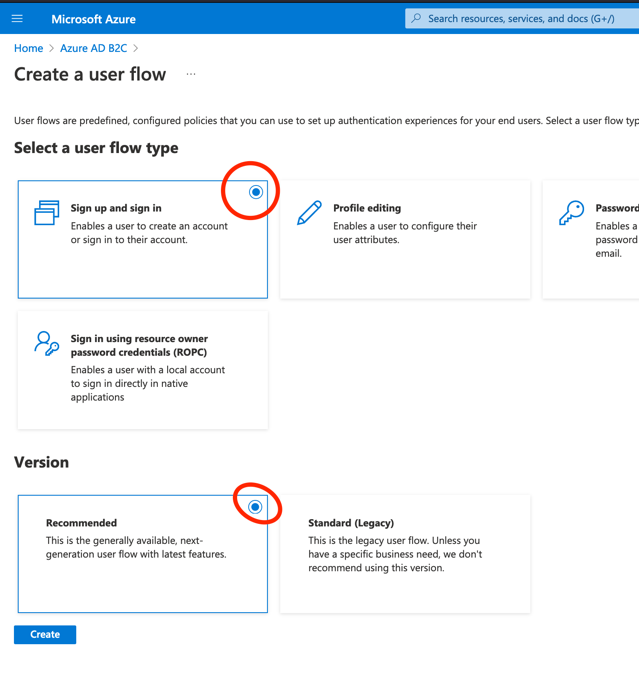 Microsoft Azure
Search resources, services, and docs (G+/)
Home > Azure AD B2C >
Create a user flow ...
User flows are predefined, configured policies that you can use to set up authentication experiences for your end users. Select a user flow typ
Select a user flow type
Sign up and sign in
Enables a user to create an account
or sign in to their account.
Profile editing
Enables a user to configure their
user attributes.
Password
Enables a
password
email.
Sign in using resource owner
password credentials (ROPC)
Enables a user with a local account
to sign in directly in native
applications
Version
Recommended
This is the generally available, next-
generation user flow with latest features.
Standard (Legacy)
This is the legacy user flow. Unless you
have a specific business need, we don't
recommend using this version.
Create